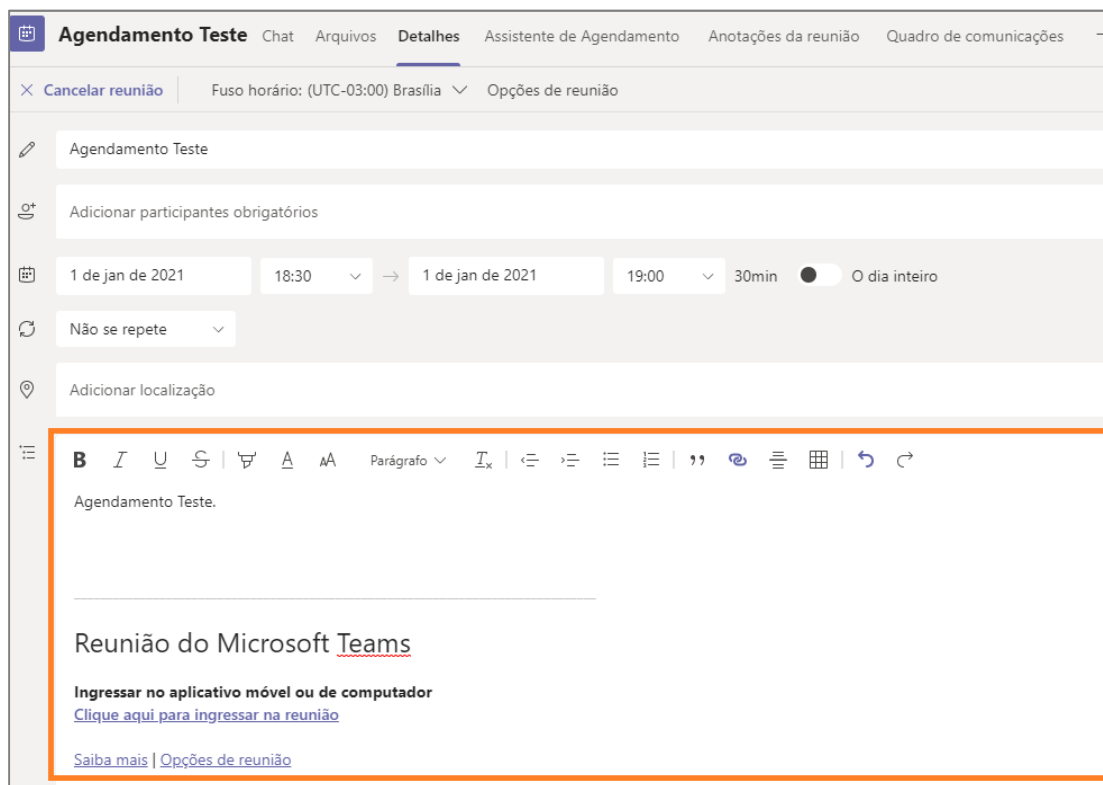 Agendamento Teste Chat Arquivos Detalhes Assistente de Agendamento Anotações da reunião Quadro de comunicações
Cancelar reunião Fuso horário: (UTC-03:00) Brasília Opções de reunião
Agendamento Teste
Adicionar participantes obrigatórios
1 de jan de 2021 18:30 → 1 de jan de 2021 19:00 30min O dia inteiro
Não se repete
Adicionar localização
B I U S A AA Parágrafo Ix
Agendamento Teste.
Reunião do Microsoft Teams
Ingressar no aplicativo móvel ou de computador
Clique aqui para ingressar na reunião
Saiba mais | Opções de reunião